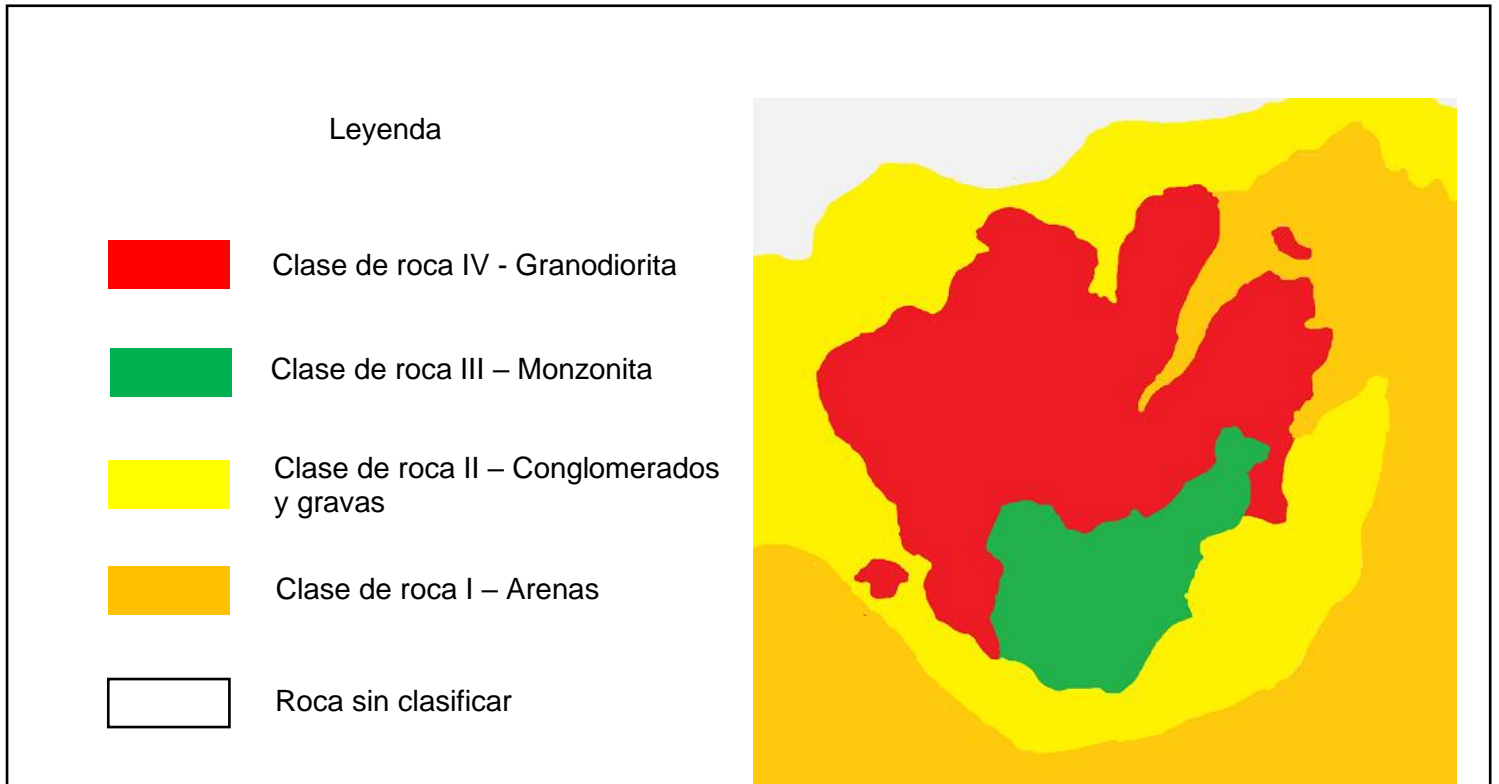 Leyenda
Clase de roca IV - Granodiorita
Clase de roca III – Monzonita
Clase de roca II – Conglomerados
y gravas
Clase de roca I – Arenas
Roca sin clasificar